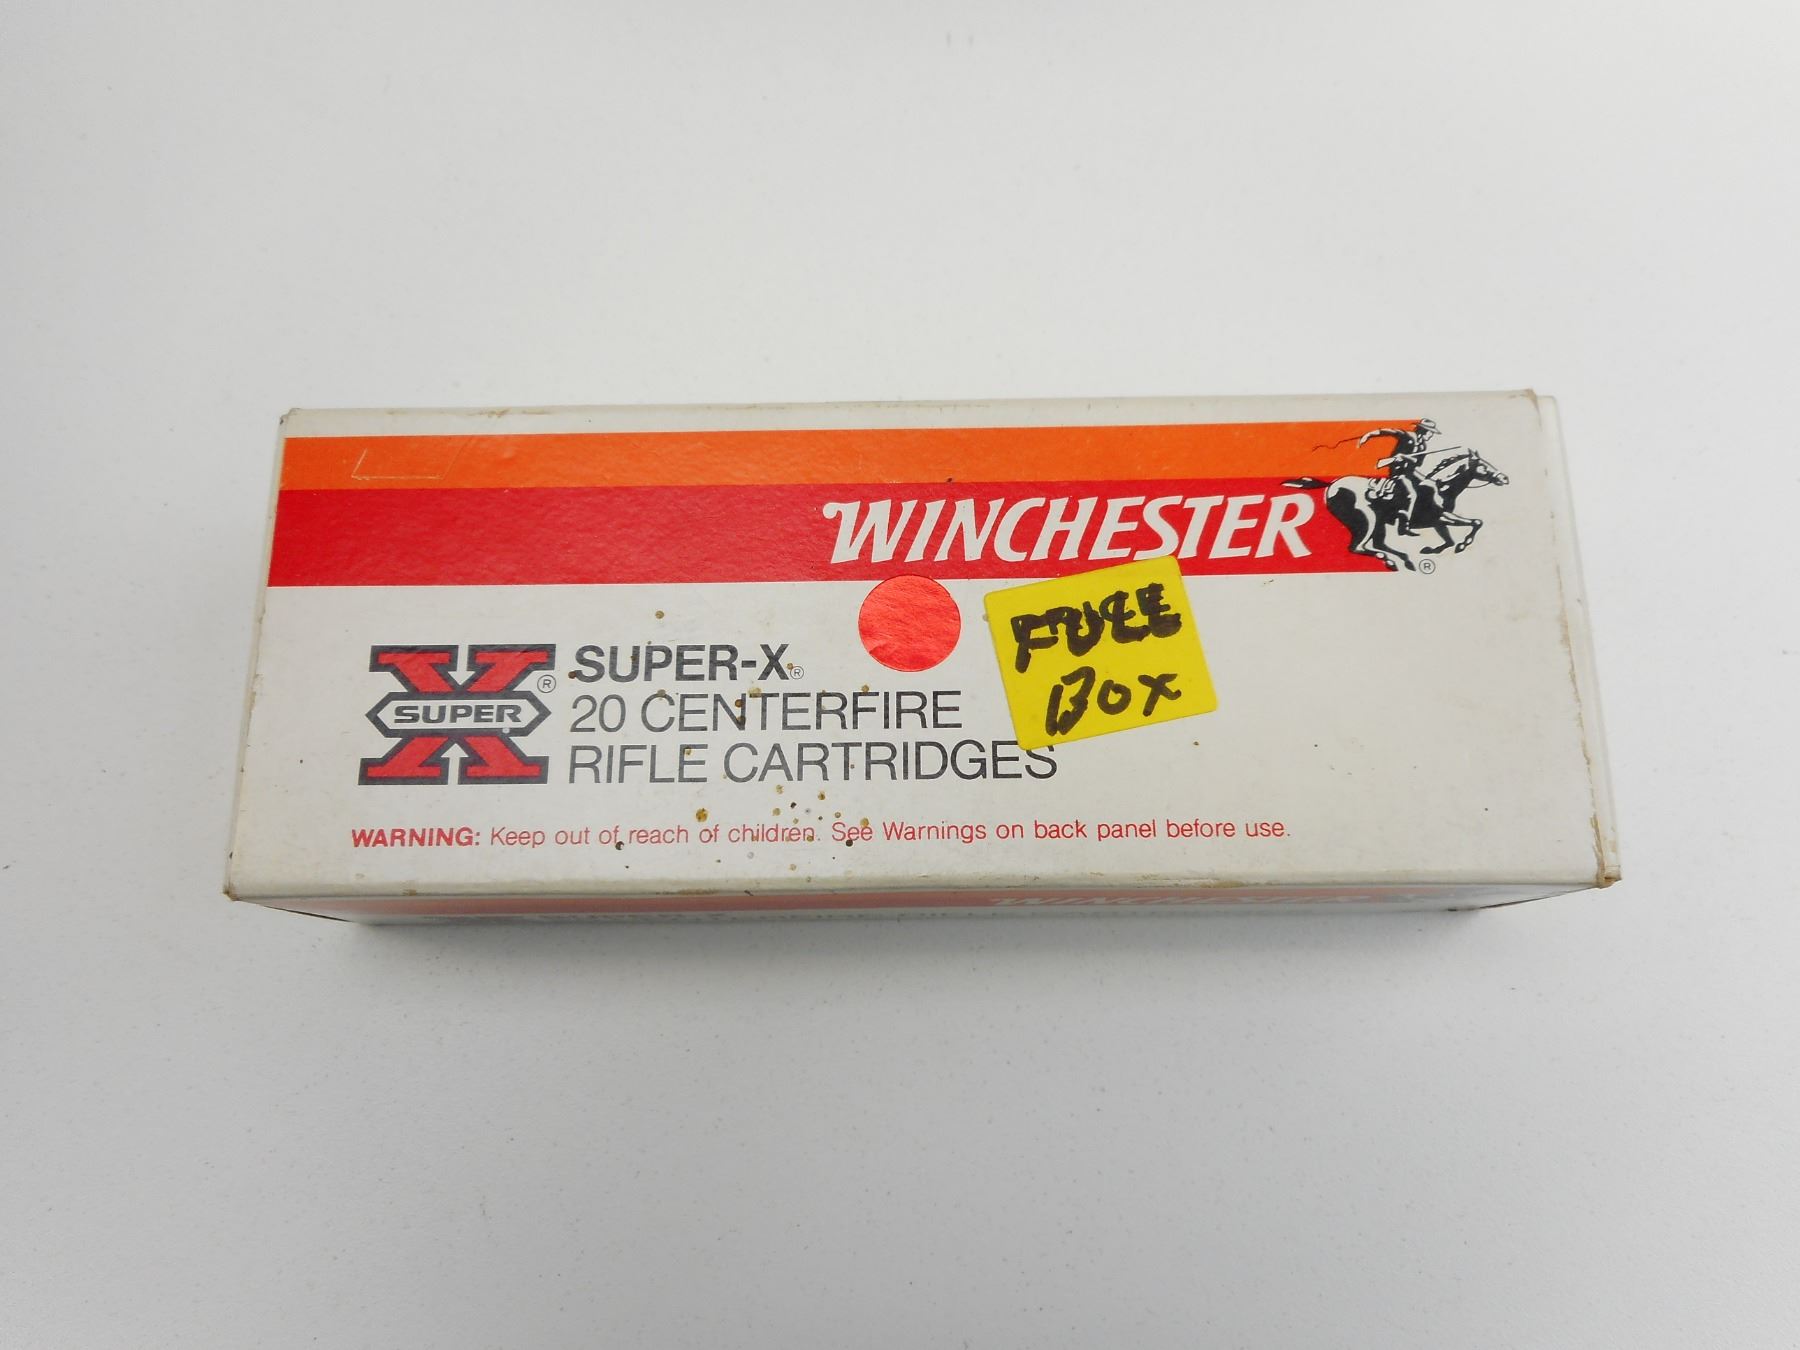 WINCHESTER
®
X
SUPER
®
SUPER-X®
20 CENTERFIRE
RIFLE CARTRIDGES
FULL
Box
WARNING: Keep out of reach of children. See Warnings on back panel before use.
WINCHESTER